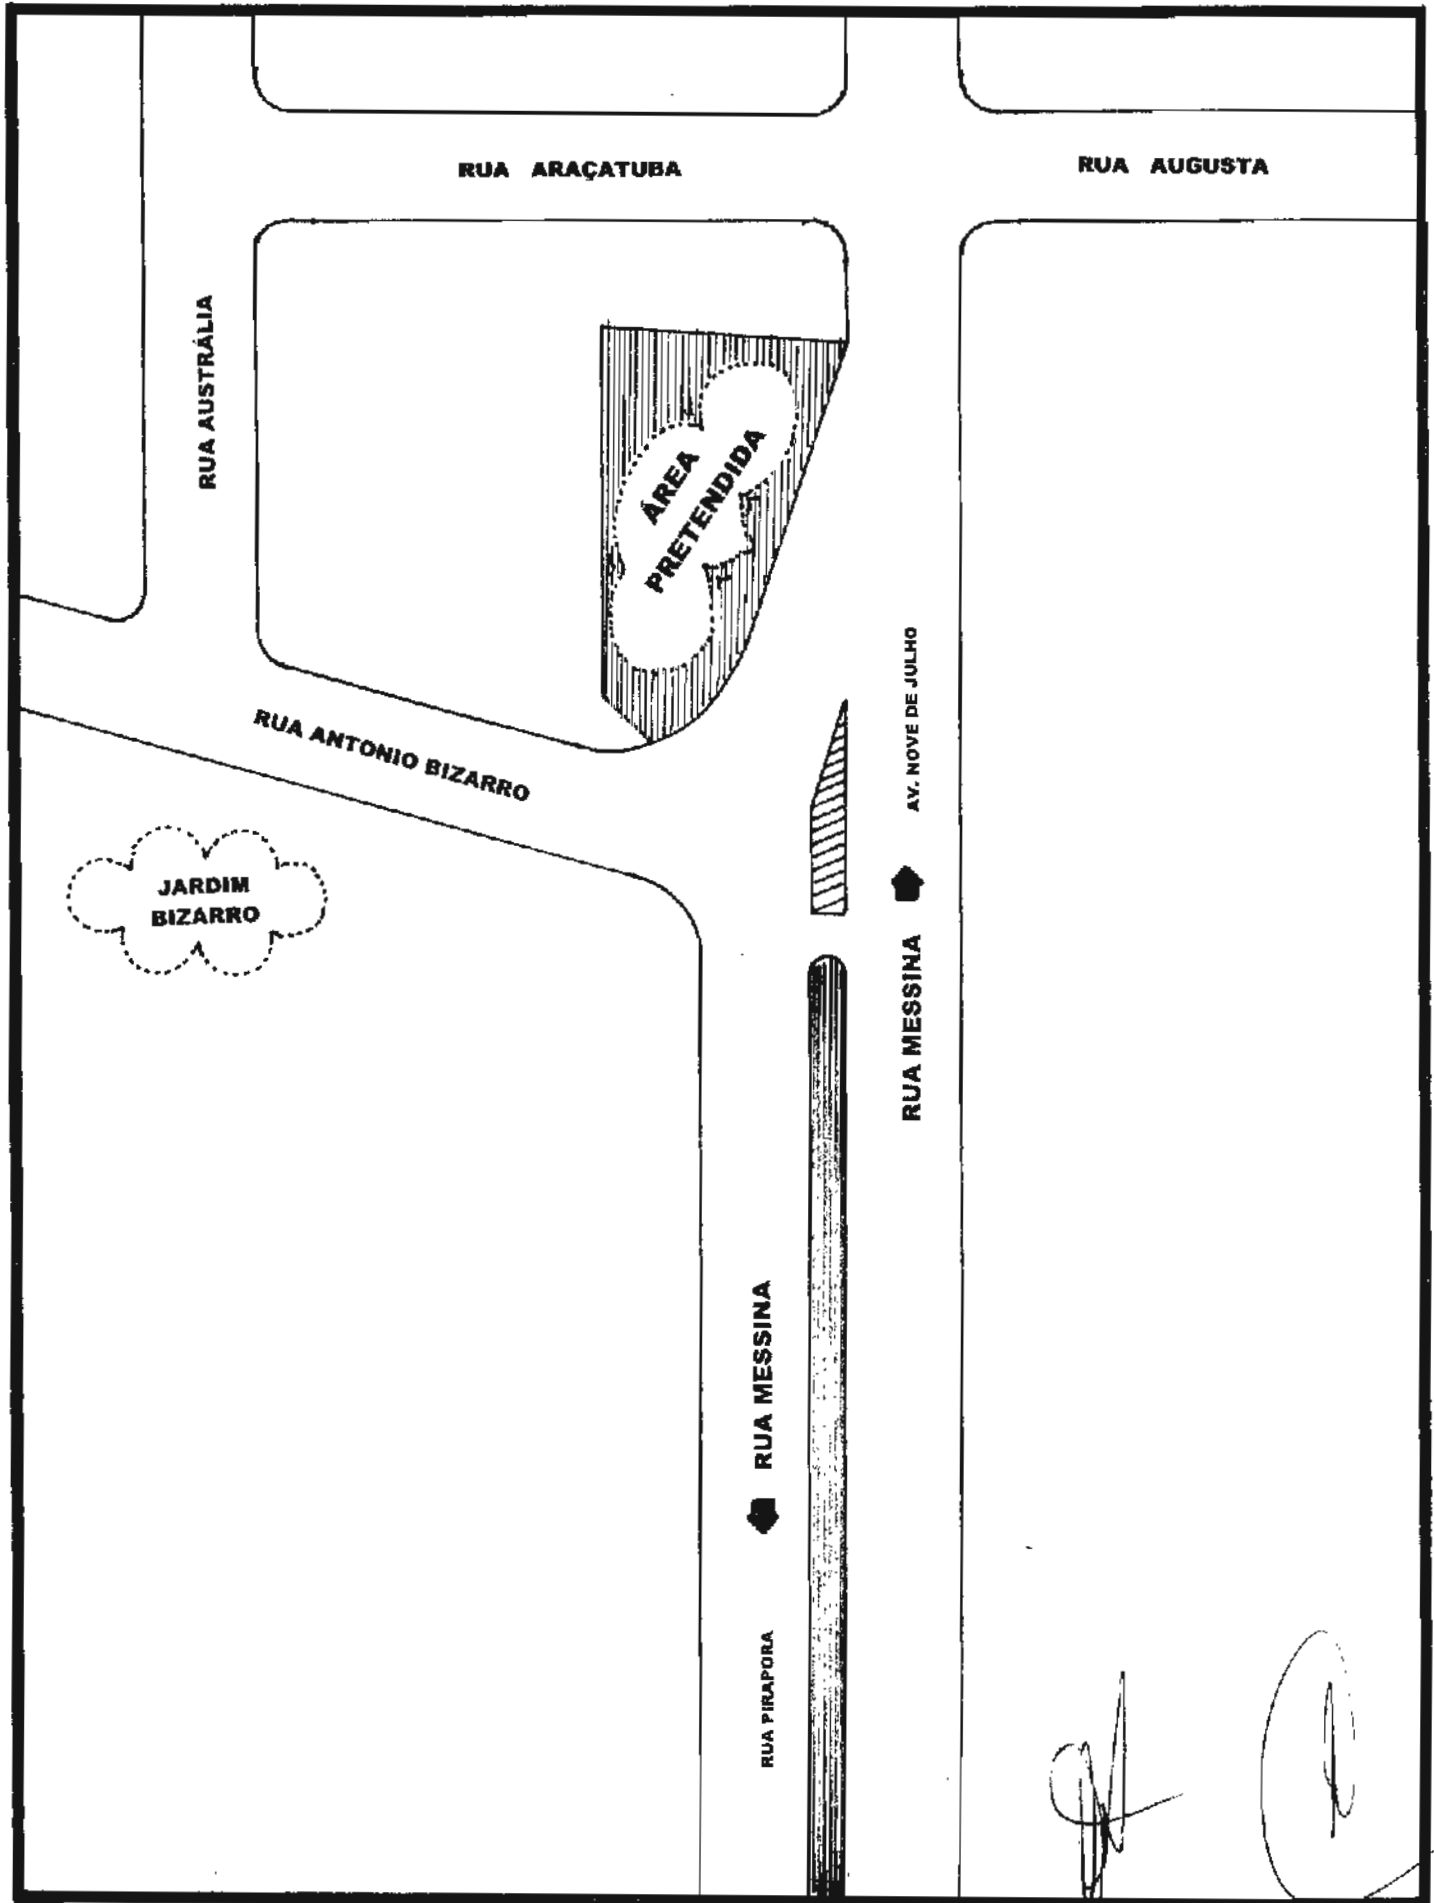 RUA ARAÇATUBA
RUA AUGUSTA
RUA AUSTRÁLIA
ÁREA
PRETENDIDA
RUA ANTONIO BIZARRO
AV. NOVE DE JULHO
JARDIM
BIZARRO
RUA MESSINA
RUA MESSINA
RUA PIRAPORA